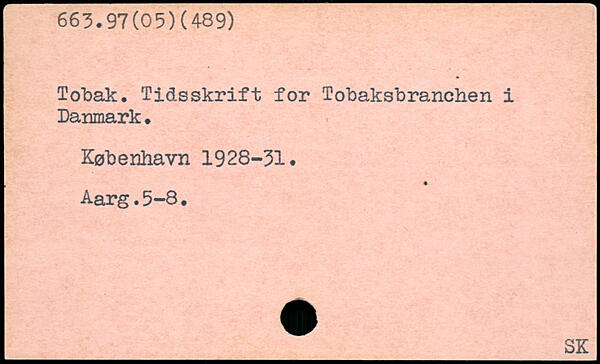 663.97(05)(489)
Tobak. Tidsskrift for Tobaksbranchen i
Danmark.
København 1928-31.
Aarg.5-8.
SK